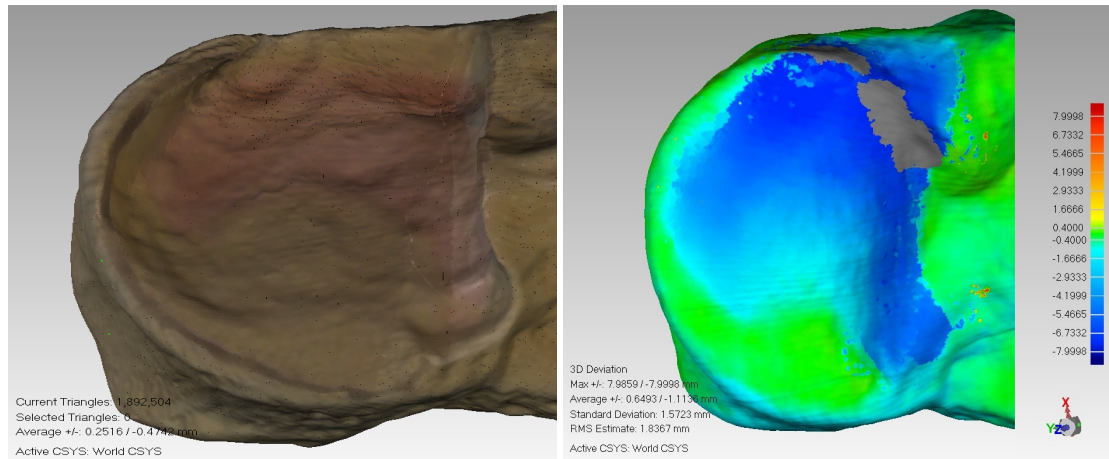 Current Triangles: 1,892,504
Selected Triangles: 0
Average +/-: 0.2516 / -0.4742 mm
Active CSYS: World CSYS
3D Deviation
Max +/-: 7.9859 / -7.9998 mm
Average +/-: 0.6493 / -1.1136 mm
Standard Deviation: 1.5723 mm
RMS Estimate: 1.8367 mm
Active CSYS: World CSYS
7.9998
6.7332
5.4665
4.1999
2.9333
1.6666
0.4000
-0.4000
-1.6666
-2.9333
-4.1999
-5.4665
-6.7332
-7.9998
X
Y
Z